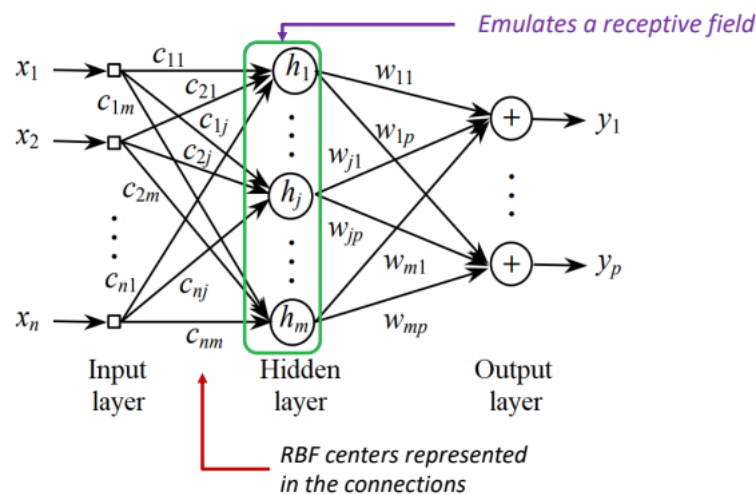 Emulates a receptive field
x₁
c₁₁
h₁
w₁₁
c₂₁
c₁ₘ
c₁ⱼ
w₁ₚ
+
y₁
x₂
c₂ⱼ
wⱼ₁
c₂ₘ
hⱼ
wⱼₚ
+
yₚ
wₘ₁
cₙ₁
cₙⱼ
xₙ
hₘ
wₘₚ
cₙₘ
Input
layer
Hidden
layer
Output
layer
RBF centers represented
in the connections